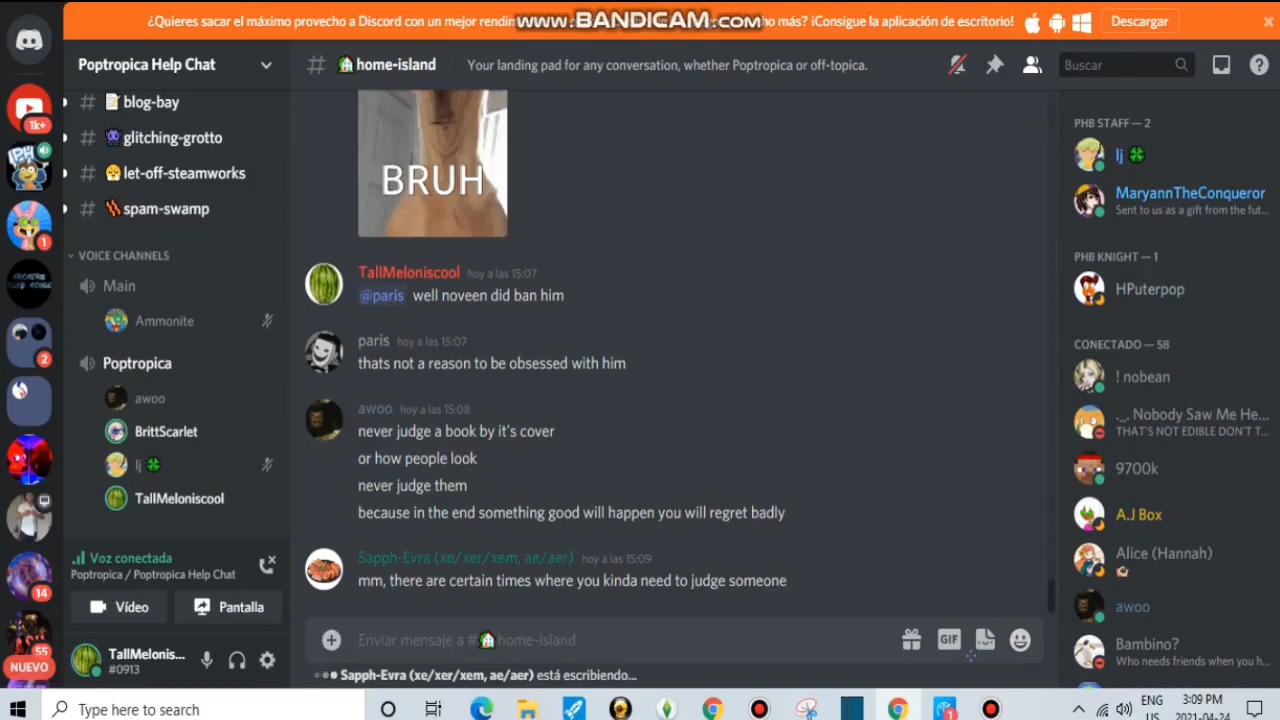 ¿Quieres sacar el máximo provecho a Discord con un mejor rendim
www.BANDICAM.com
ho más? ¡Consigue la aplicación de escritorio!
Descargar
Poptropica Help Chat
home-island
Your landing pad for any conversation, whether Poptropica or off-topica.
Buscar
blog-bay
glitching-grotto
let-off-steamworks
spam-swamp
VOICE CHANNELS
Main
Ammonite
Poptropica
awoo
BrittScarlet
lj
TallMeloniscool
Voz conectada
Poptropica / Poptropica Help Chat
Vídeo
Pantalla
TallMelonis...
#0913
1k+
1
2
14
55
NUEVO
BRUH
TallMeloniscool hoy a las 15:07
@paris well noveen did ban him
paris hoy a las 15:07
thats not a reason to be obsessed with him
awoo hoy a las 15:08
never judge a book by it's cover
or how people look
never judge them
because in the end something good will happen you will regret badly
Sapph-Evra (xe/xer/xem, ae/aer) hoy a las 15:09
mm, there are certain times where you kinda need to judge someone
Enviar mensaje a # home-island
GIF
Sapph-Evra (xe/xer/xem, ae/aer) está escribiendo...
PHB STAFF — 2
lj
MaryannTheConqueror
Sent to us as a gift from the fut...
PHB KNIGHT — 1
HPuterpop
CONECTADO — 58
! nobean
._. Nobody Saw Me He...
THAT'S NOT EDIBLE DON'T T...
9700k
A.J Box
Alice (Hannah)
awoo
Bambino?
Who needs friends when you h...
Type here to search
1
ENG
US
3:09 PM
2021-04-24